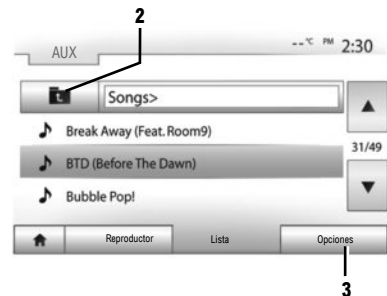 2
AUX
--°C PM 2:30
Songs>
Break Away (Feat. Room9)
31/49
BTD (Before The Dawn)
Bubble Pop!
Reproductor Lista Opciones
3